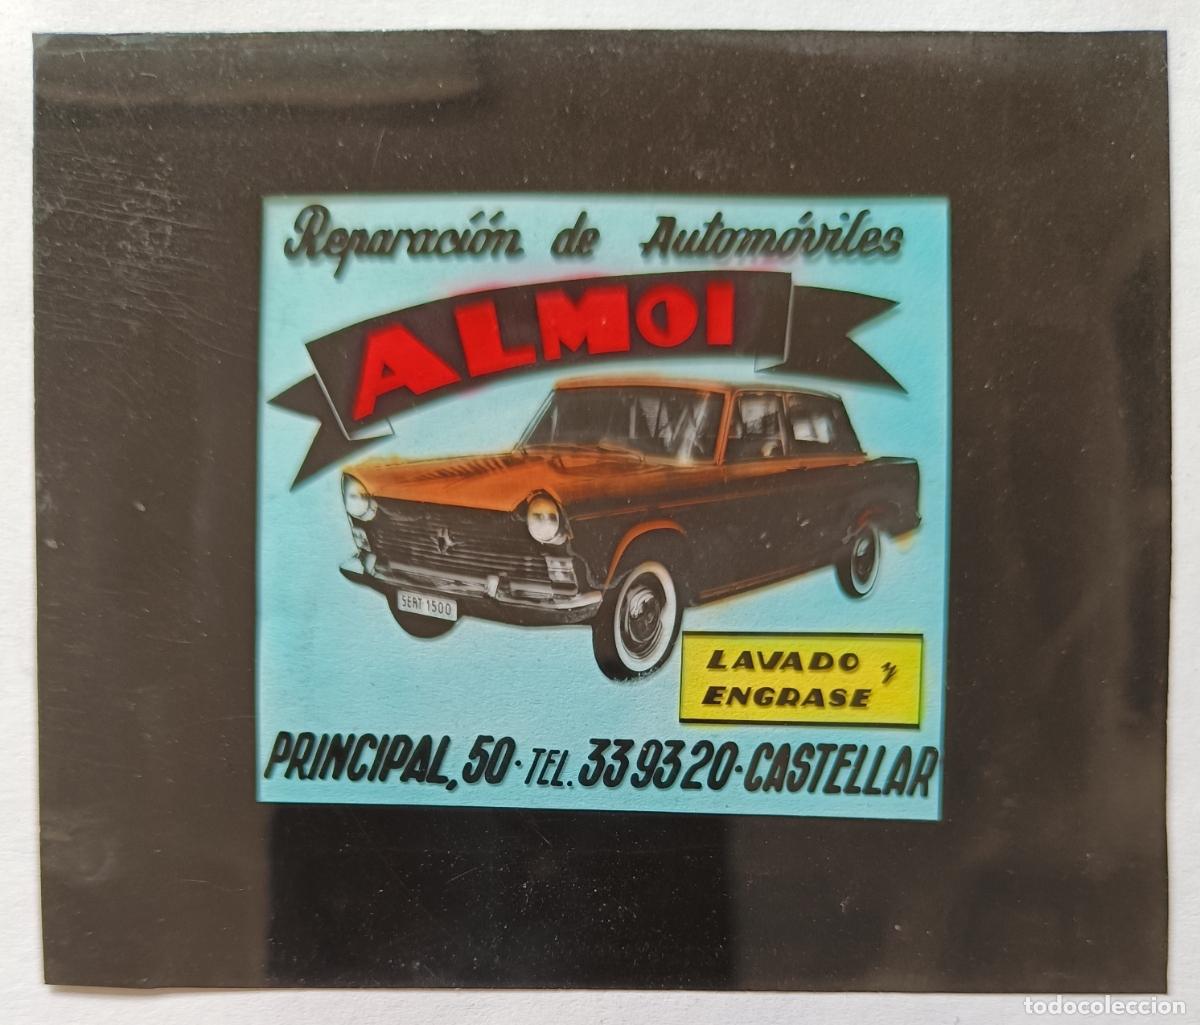 Reparación de Automóviles
ALMOI
SEAT 1500
LAVADO y
ENGRASE
PRINCIPAL, 50 · TEL. 33 93 20 · CASTELLAR
todocoleccion